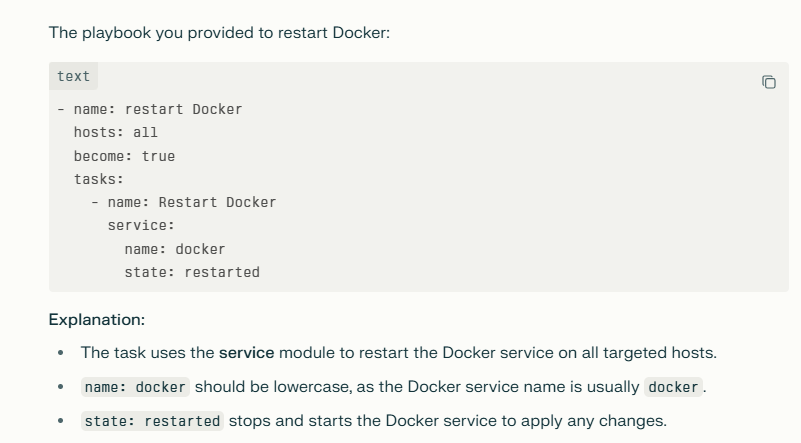 The playbook you provided to restart Docker:
text
- name: restart Docker
  hosts: all
  become: true
  tasks:
    - name: Restart Docker
      service:
        name: docker
        state: restarted
Explanation:
• The task uses the service module to restart the Docker service on all targeted hosts.
• name: docker should be lowercase, as the Docker service name is usually docker.
• state: restarted stops and starts the Docker service to apply any changes.